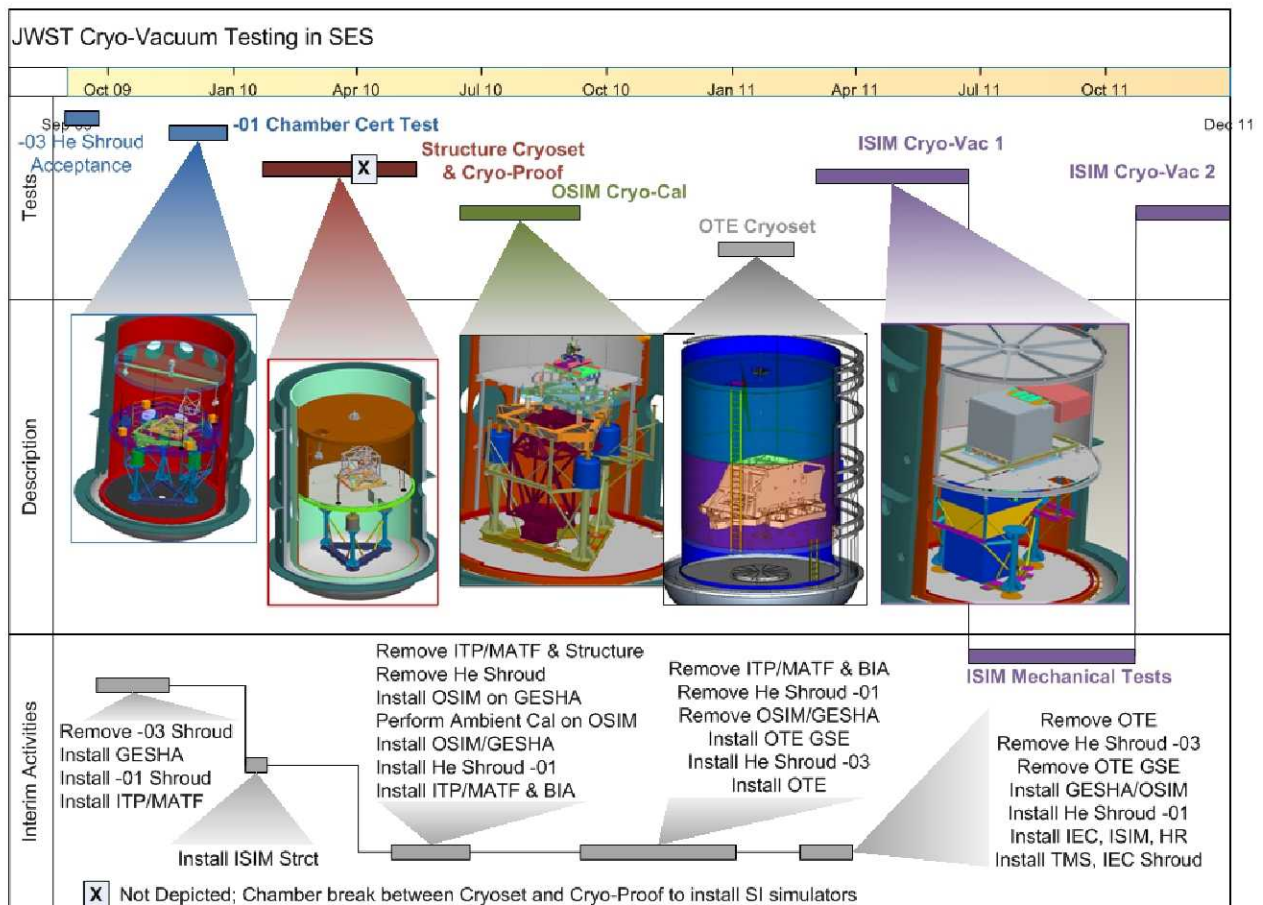 JWST Cryo-Vacuum Testing in SES
Oct 09 Jan 10 Apr 10 Jul 10 Oct 10 Jan 11 Apr 11 Jul 11 Oct 11
Sep Dec 11
Tests
-03 He Shroud
Acceptance
-01 Chamber Cert Test
Structure Cryoset
& Cryo-Proof
X
OSIM Cryo-Cal
OTE Cryoset
ISIM Cryo-Vac 1
ISIM Cryo-Vac 2
Description
Interim Activities
Remove -03 Shroud
Install GESHA
Install -01 Shroud
Install ITP/MATF
Install ISIM Strct
Remove ITP/MATF & Structure
Remove He Shroud
Install OSIM on GESHA
Perform Ambient Cal on OSIM
Install OSIM/GESHA
Install He Shroud -01
Install ITP/MATF & BIA
Remove ITP/MATF & BIA
Remove He Shroud -01
Remove OSIM/GESHA
Install OTE GSE
Install He Shroud -03
Install OTE
ISIM Mechanical Tests
Remove OTE
Remove He Shroud -03
Remove OTE GSE
Install GESHA/OSIM
Install He Shroud -01
Install IEC, ISIM, HR
Install TMS, IEC Shroud
X Not Depicted; Chamber break between Cryoset and Cryo-Proof to install SI simulators